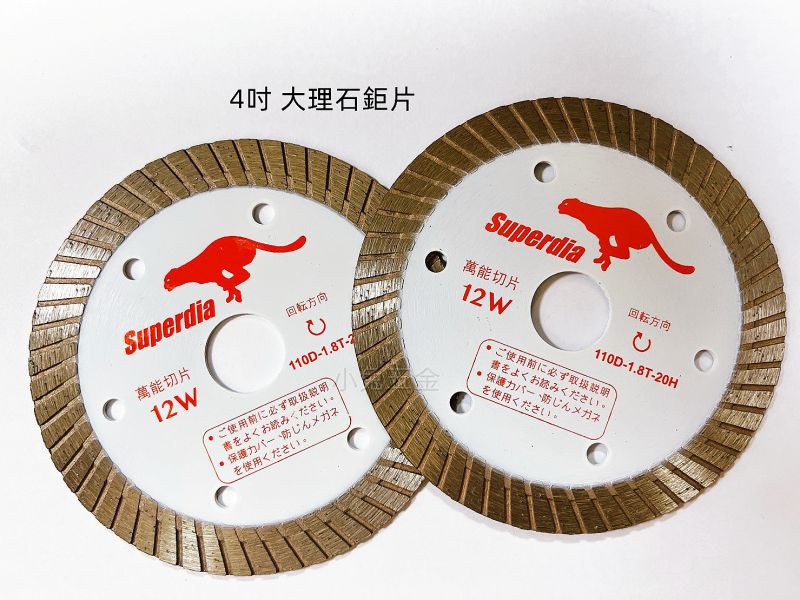 4吋 大理石鉅片
Superdia
萬能切片
12W
回転方向
110D-1.8T-2
• ご使用前に必ず取扱説明
書をよくお読みください。
• 保護カバー、防じんメガネ
を使用ください。
Superdia
萬能切片
12W
回転方向
110D-1.8T-20H
• ご使用前に必ず取扱説明
書をよくお読みください。
• 保護カバー、防じんメガネ
を使用ください。